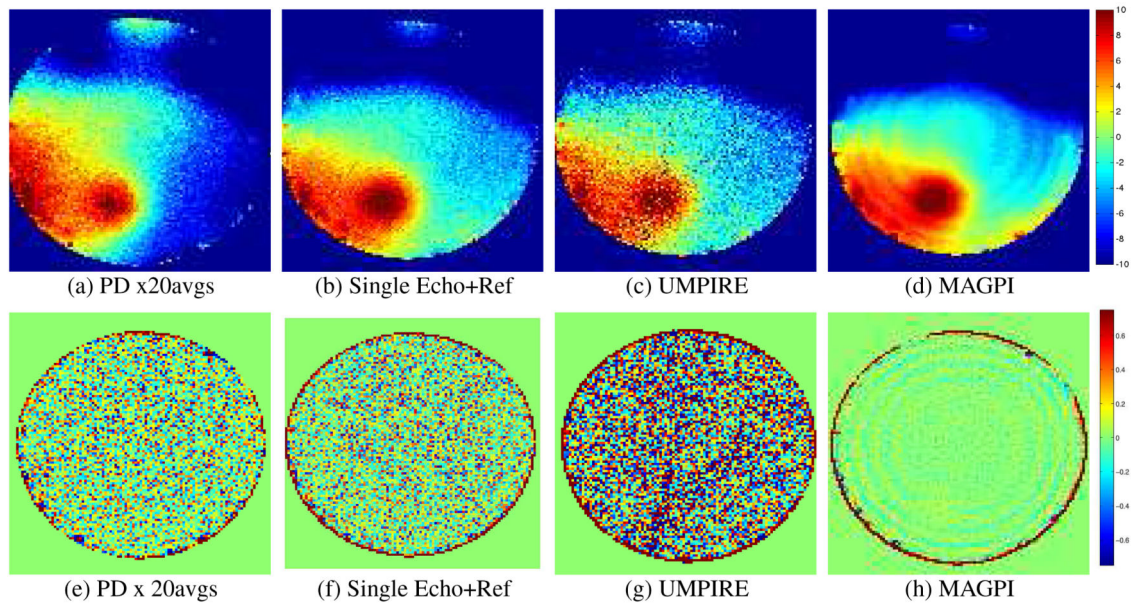 10
8
6
4
2
0
-2
-4
-6
-8
-10
(a) PD x20avgs
(b) Single Echo+Ref
(c) UMPIRE
(d) MAGPI
0.6
0.4
0.2
0
-0.2
-0.4
-0.6
(e) PD x 20avgs
(f) Single Echo+Ref
(g) UMPIRE
(h) MAGPI